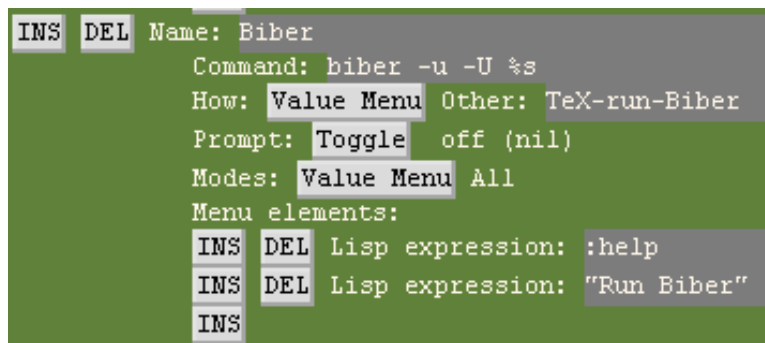 INS DEL Name: Biber
Command: biber -u -U %s
How: Value Menu Other: TeX-run-Biber
Prompt: Toggle off (nil)
Modes: Value Menu All
Menu elements:
INS DEL Lisp expression: :help
INS DEL Lisp expression: "Run Biber"
INS